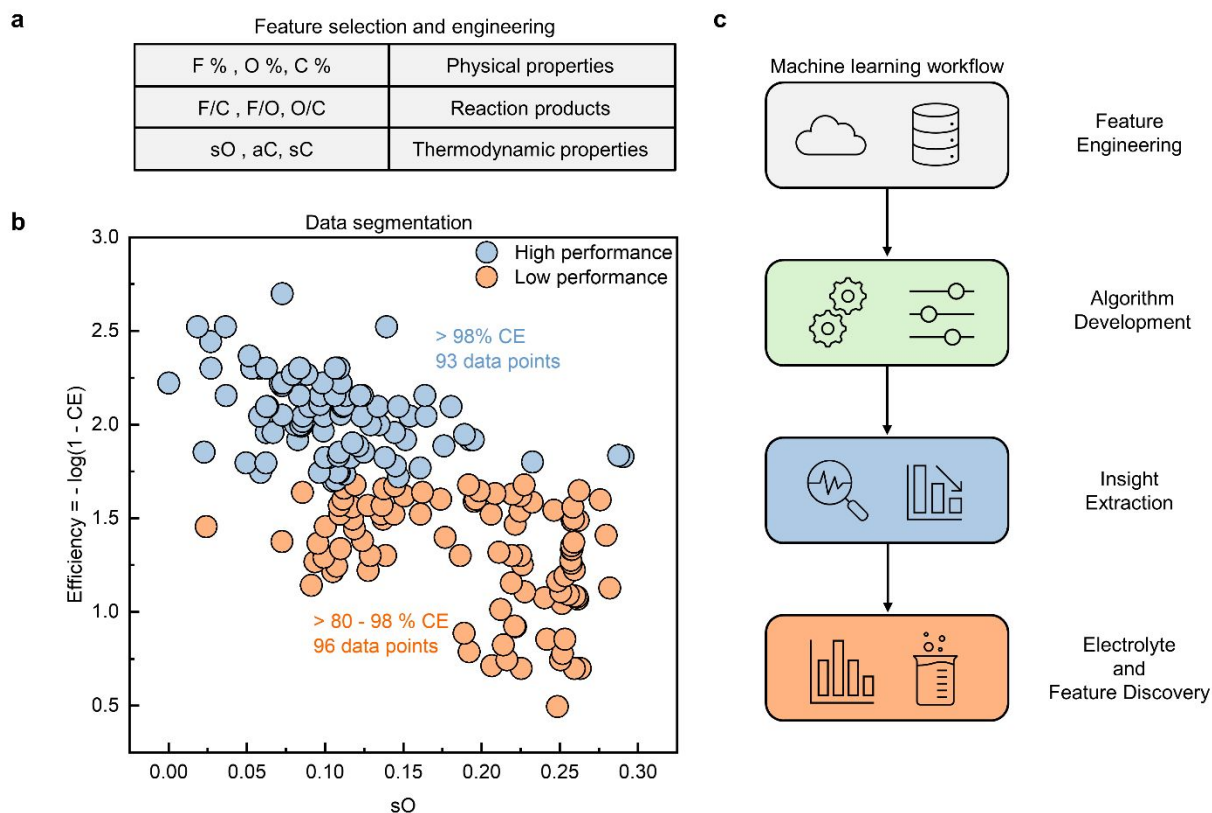 a
Feature selection and engineering
F % , O %, C %
Physical properties
F/C , F/O, O/C
Reaction products
sO , aC, sC
Thermodynamic properties
b
Data segmentation
High performance
Low performance
> 98% CE
93 data points
> 80 - 98 % CE
96 data points
Efficiency = - log(1 - CE)
3.0
2.5
2.0
1.5
1.0
0.5
0.00
0.05
0.10
0.15
0.20
0.25
0.30
sO
c
Machine learning workflow
Feature
Engineering
Algorithm
Development
Insight
Extraction
Electrolyte
and
Feature Discovery